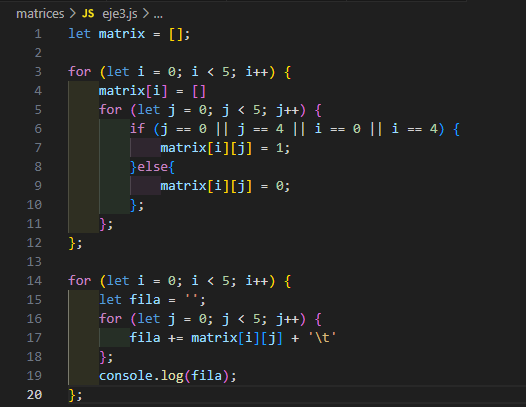 matrices > JS eje3.js > ...
1 let matrix = [];
2
3 for (let i = 0; i < 5; i++) {
4     matrix[i] = []
5     for (let j = 0; j < 5; j++) {
6         if (j == 0 || j == 4 || i == 0 || i == 4) {
7             matrix[i][j] = 1;
8         }else{
9             matrix[i][j] = 0;
10         };
11     };
12 };
13
14 for (let i = 0; i < 5; i++) {
15     let fila = '';
16     for (let j = 0; j < 5; j++) {
17         fila += matrix[i][j] + '\t'
18     };
19     console.log(fila);
20 };